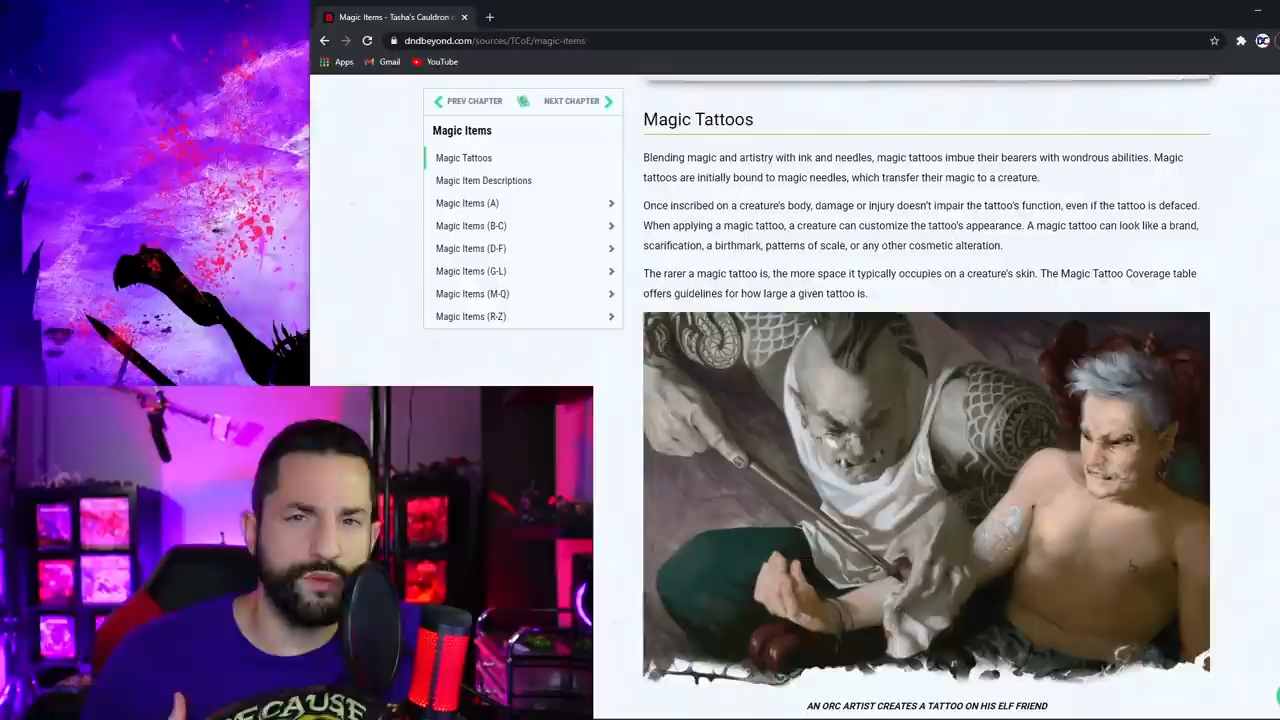 Magic Items - Tasha's Cauldron o
dndbeyond.com/sources/TCoE/magic-items
Apps
Gmail
YouTube
PREV CHAPTER
NEXT CHAPTER
Magic Items
Magic Tattoos
Magic Item Descriptions
Magic Items (A)
Magic Items (B-C)
Magic Items (D-F)
Magic Items (G-L)
Magic Items (M-Q)
Magic Items (R-Z)
Magic Tattoos
Blending magic and artistry with ink and needles, magic tattoos imbue their bearers with wondrous abilities. Magic
tattoos are initially bound to magic needles, which transfer their magic to a creature.
Once inscribed on a creature's body, damage or injury doesn't impair the tattoo's function, even if the tattoo is defaced.
When applying a magic tattoo, a creature can customize the tattoo's appearance. A magic tattoo can look like a brand,
scarification, a birthmark, patterns of scale, or any other cosmetic alteration.
The rarer a magic tattoo is, the more space it typically occupies on a creature's skin. The Magic Tattoo Coverage table
offers guidelines for how large a given tattoo is.
AN ORC ARTIST CREATES A TATTOO ON HIS ELF FRIEND
BECAUSE